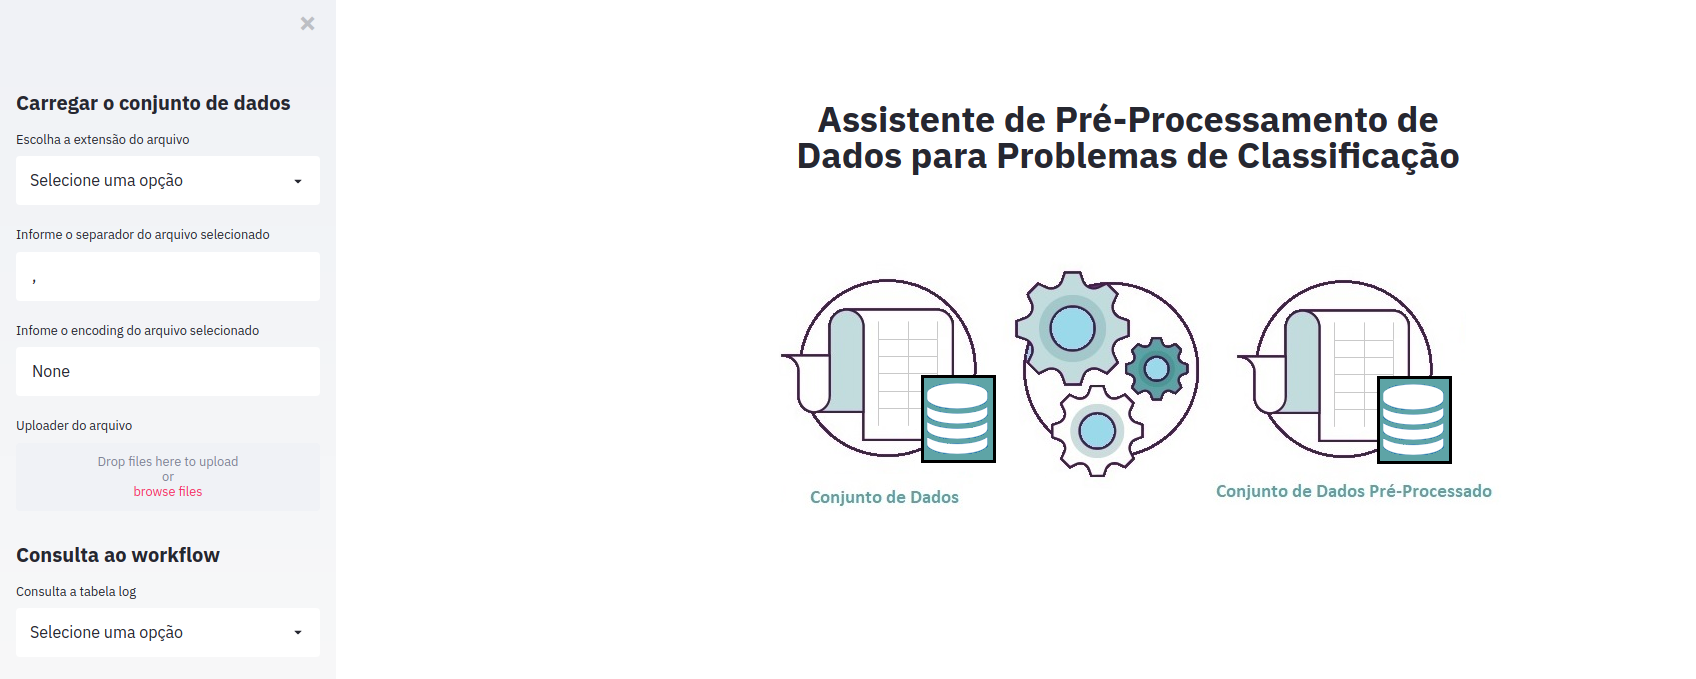 Carregar o conjunto de dados
Escolha a extensão do arquivo
Selecione uma opção
Informe o separador do arquivo selecionado
,
Infome o encoding do arquivo selecionado
None
Uploader do arquivo
Drop files here to upload
or
browse files
Consulta ao workflow
Consulta a tabela log
Selecione uma opção
Assistente de Pré-Processamento de
Dados para Problemas de Classificação
Conjunto de Dados
Conjunto de Dados Pré-Processado